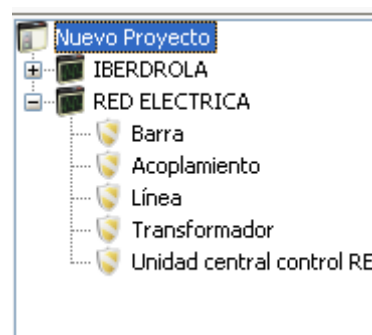 Nuevo Proyecto
IBERDROLA
RED ELECTRICA
Barra
Acoplamiento
Línea
Transformador
Unidad central control RE